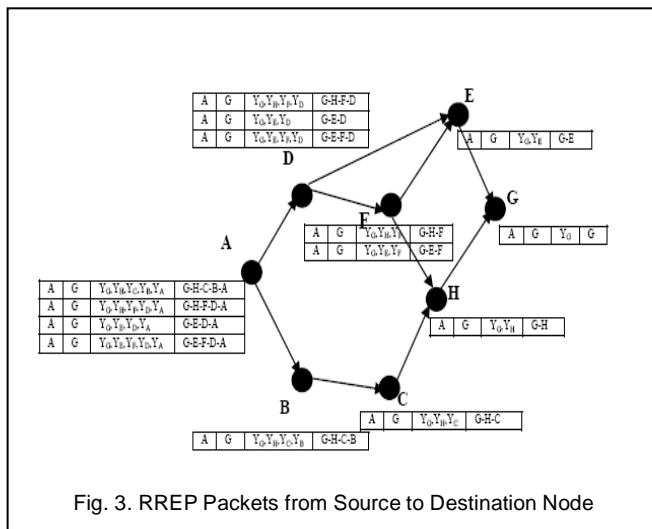 A G Y_G,Y_H,Y_F,Y_D G-H-F-D
A G Y_G,Y_E,Y_D G-E-D
A G Y_G,Y_E,Y_F,Y_D G-E-F-D
E
A G Y_G,Y_E G-E
D
G
A G Y_G G
F
A G Y_G,Y_H,Y_F G-H-F
A G Y_G,Y_E,Y_F G-E-F
A
A G Y_G,Y_H,Y_C,Y_B,Y_A G-H-C-B-A
A G Y_G,Y_H,Y_F,Y_D,Y_A G-H-F-D-A
A G Y_G,Y_E,Y_D,Y_A G-E-D-A
A G Y_G,Y_E,Y_F,Y_D,Y_A G-E-F-D-A
H
A G Y_G,Y_H G-H
B
C
A G Y_G,Y_H,Y_C G-H-C
A G Y_G,Y_H,Y_C,Y_B G-H-C-B
Fig. 3. RREP Packets from Source to Destination Node